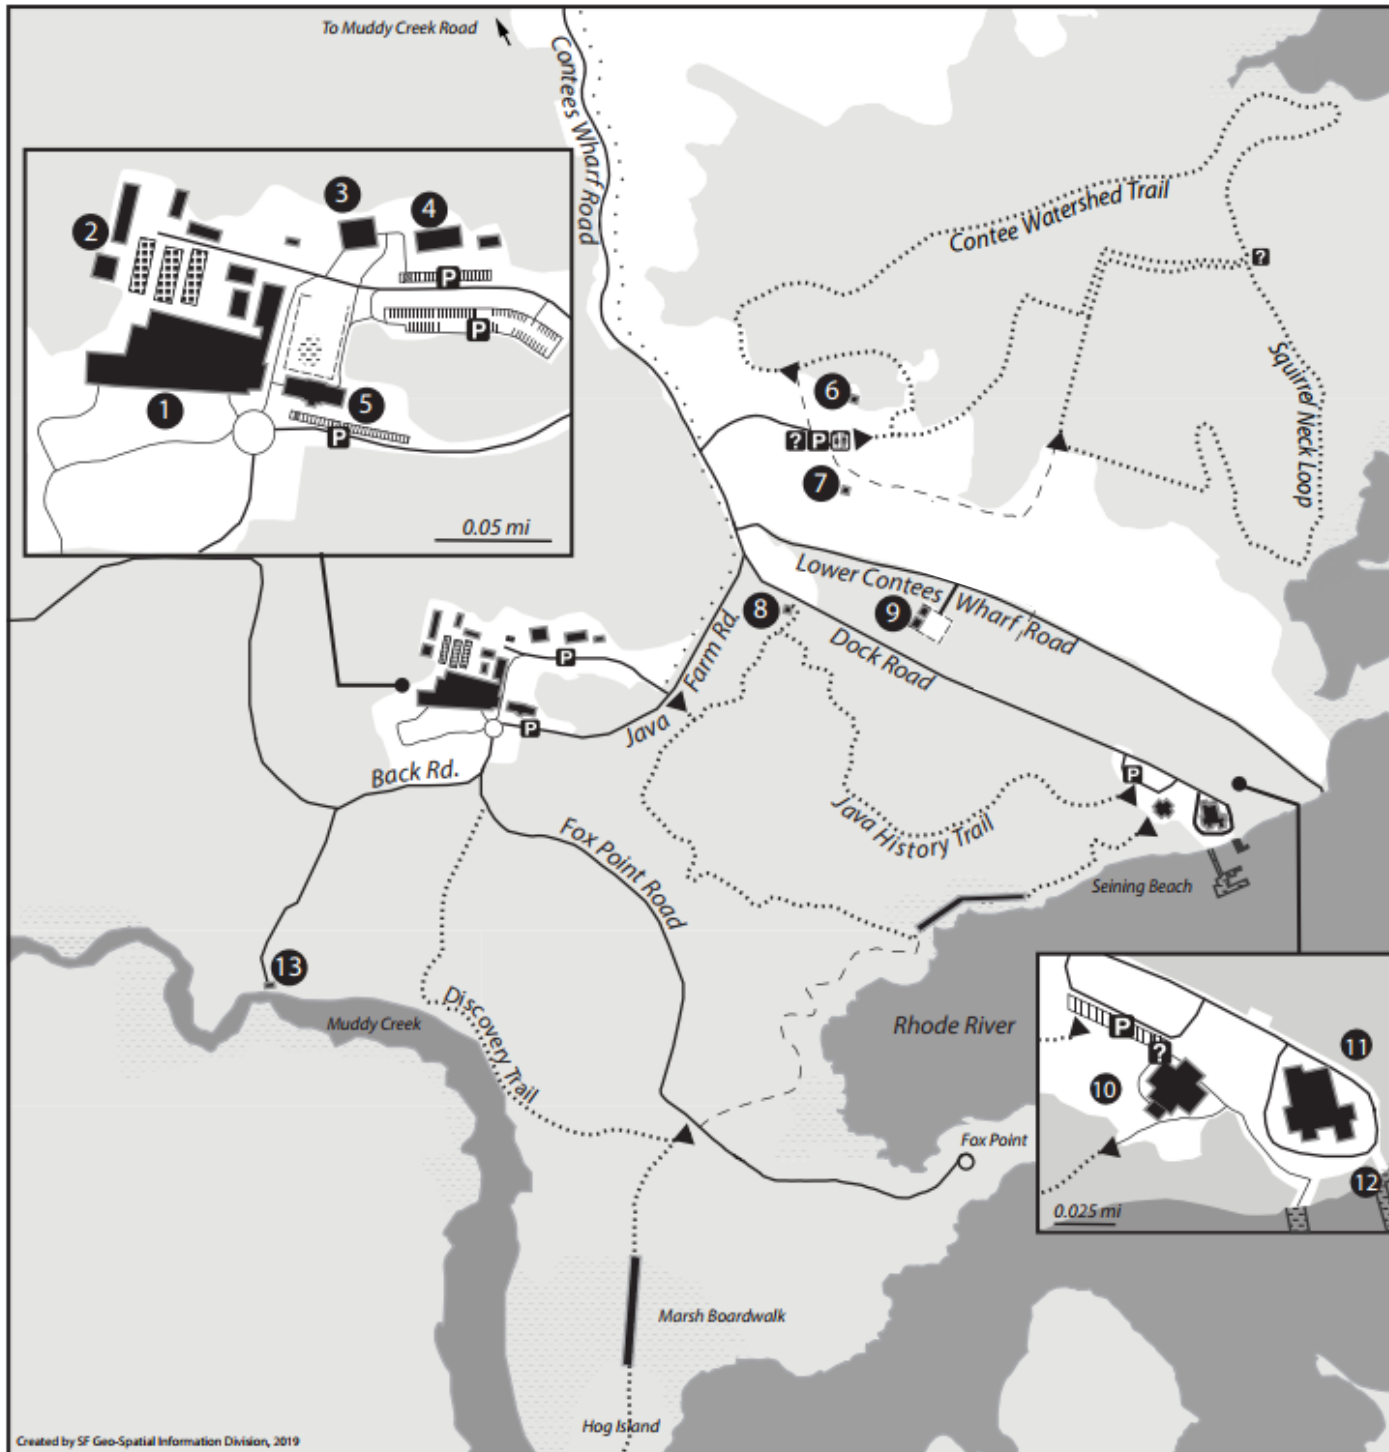 To Muddy Creek Road
Contees Wharf Road
Contee Watershed Trail
?
Squirrel Neck Loop
3
4
2
P
P
1
5
P
0.05 mi
6
? P
7
Lower Contees Wharf Road
8
9
Dock Road
Java Farm Rd.
P
P
Back Rd.
P
Java History Trail
Fox Point Road
Seining Beach
13
Muddy Creek
Discovery Trail
Rhode River
Fox Point
P
?
11
10
12
0.025 mi
Marsh Boardwalk
Hog Island
Created by SF Geo-Spatial Information Division, 2019